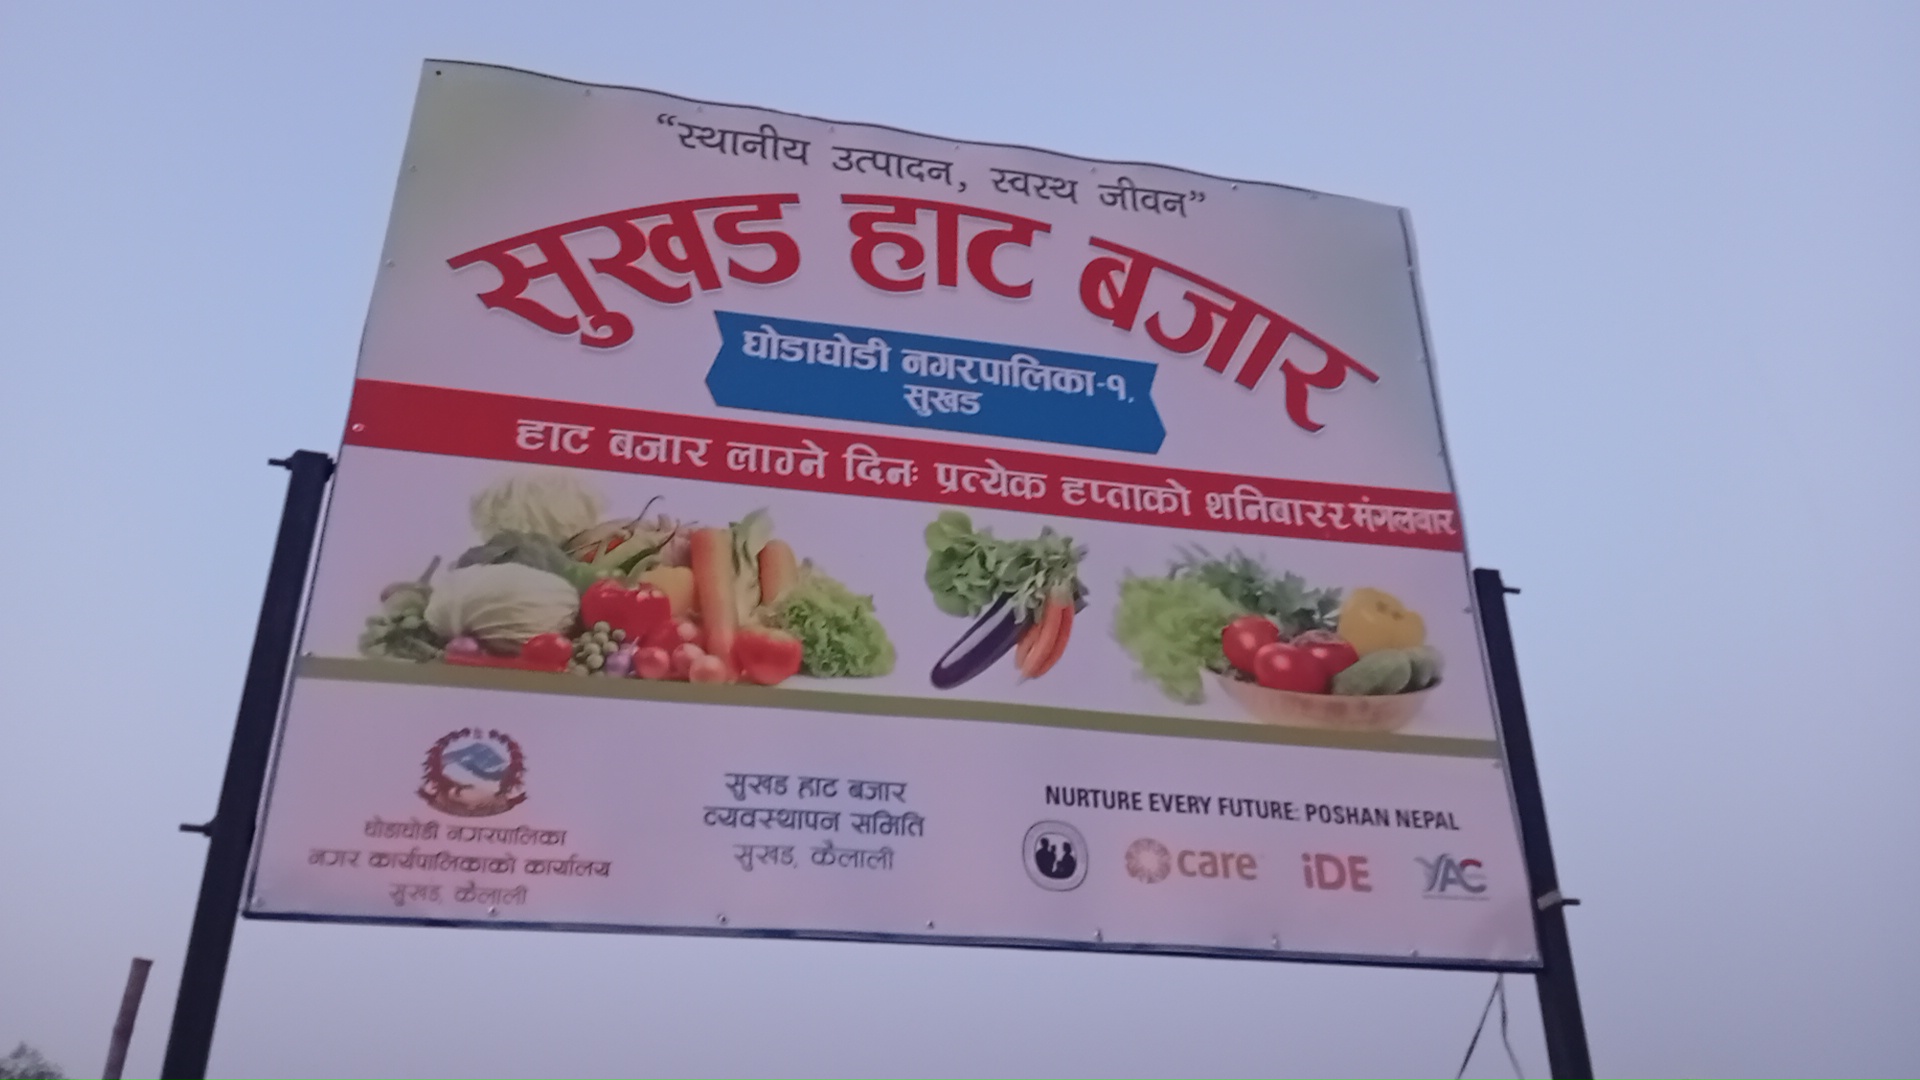 “स्थानीय उत्पादन, स्वस्थ जीवन”
सुखड हाट बजार
घोडाघोडी नगरपालिका-१,
सुखड
हाट बजार लाग्ने दिनः प्रत्येक हप्ताको शनिबारर र मंगलबार
घोडाघोडी नगरपालिका
नगर कार्यपालिकाको कार्यालय
सुखड, कैलाली
सुखड हाट बजार
व्यवस्थापन समिति
सुखड, कैलाली
NURTURE EVERY FUTURE: POSHAN NEPAL
care iDE YAC